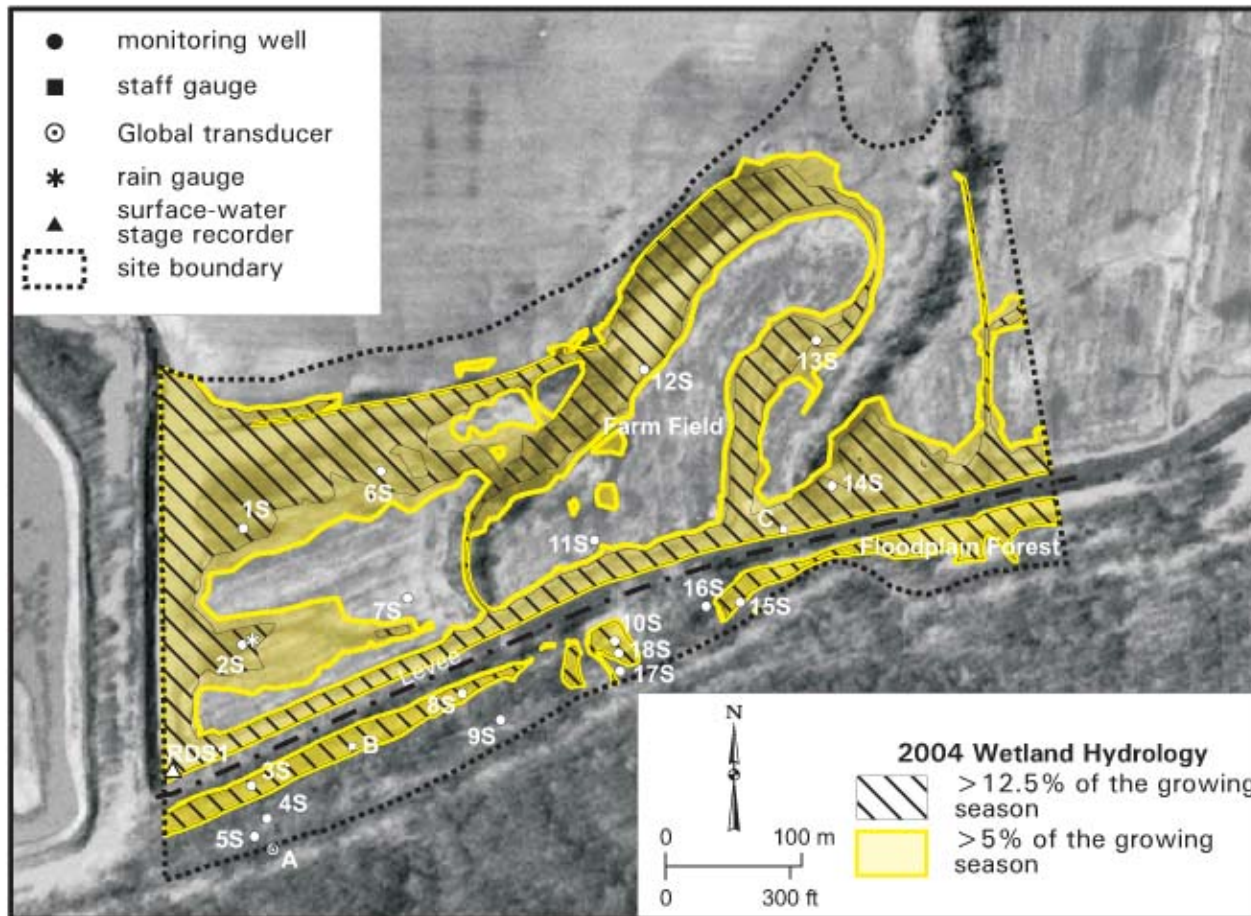 monitoring well
staff gauge
Global transducer
rain gauge
surface-water
stage recorder
site boundary
13S
12S
Farm Field
6S
14S
1S
C
11S
Floodplain Forest
16S
15S
7S
10S
2S
18S
17S
Levee
8S
9S
B
RDS1
3S
4S
5S
A
N
2004 Wetland Hydrology
>12.5% of the growing
season
>5% of the growing
season
0 100 m
0 300 ft